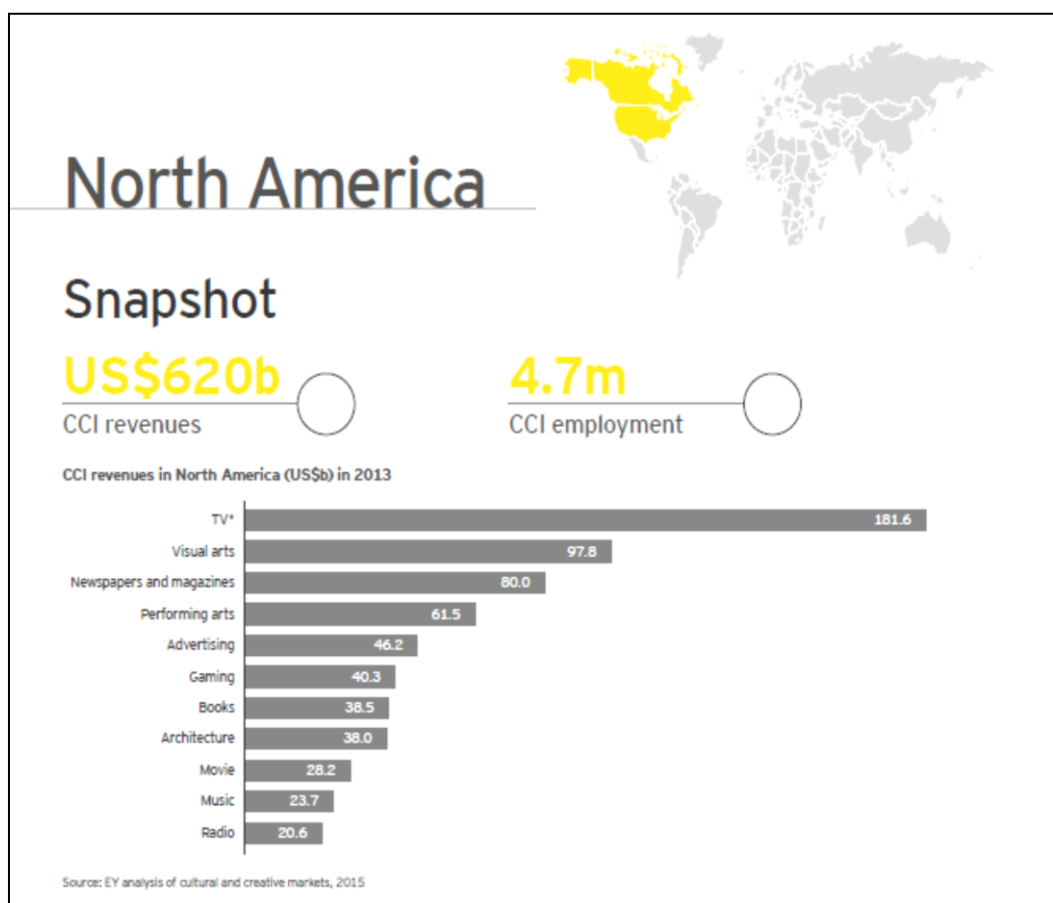 North America
Snapshot
US$620b
CCI revenues
4.7m
CCI employment
CCI revenues in North America (US$b) in 2013
TV* 181.6
Visual arts 97.8
Newspapers and magazines 80.0
Performing arts 61.5
Advertising 46.2
Gaming 40.3
Books 38.5
Architecture 38.0
Movie 28.2
Music 23.7
Radio 20.6
Source: EY analysis of cultural and creative markets, 2015